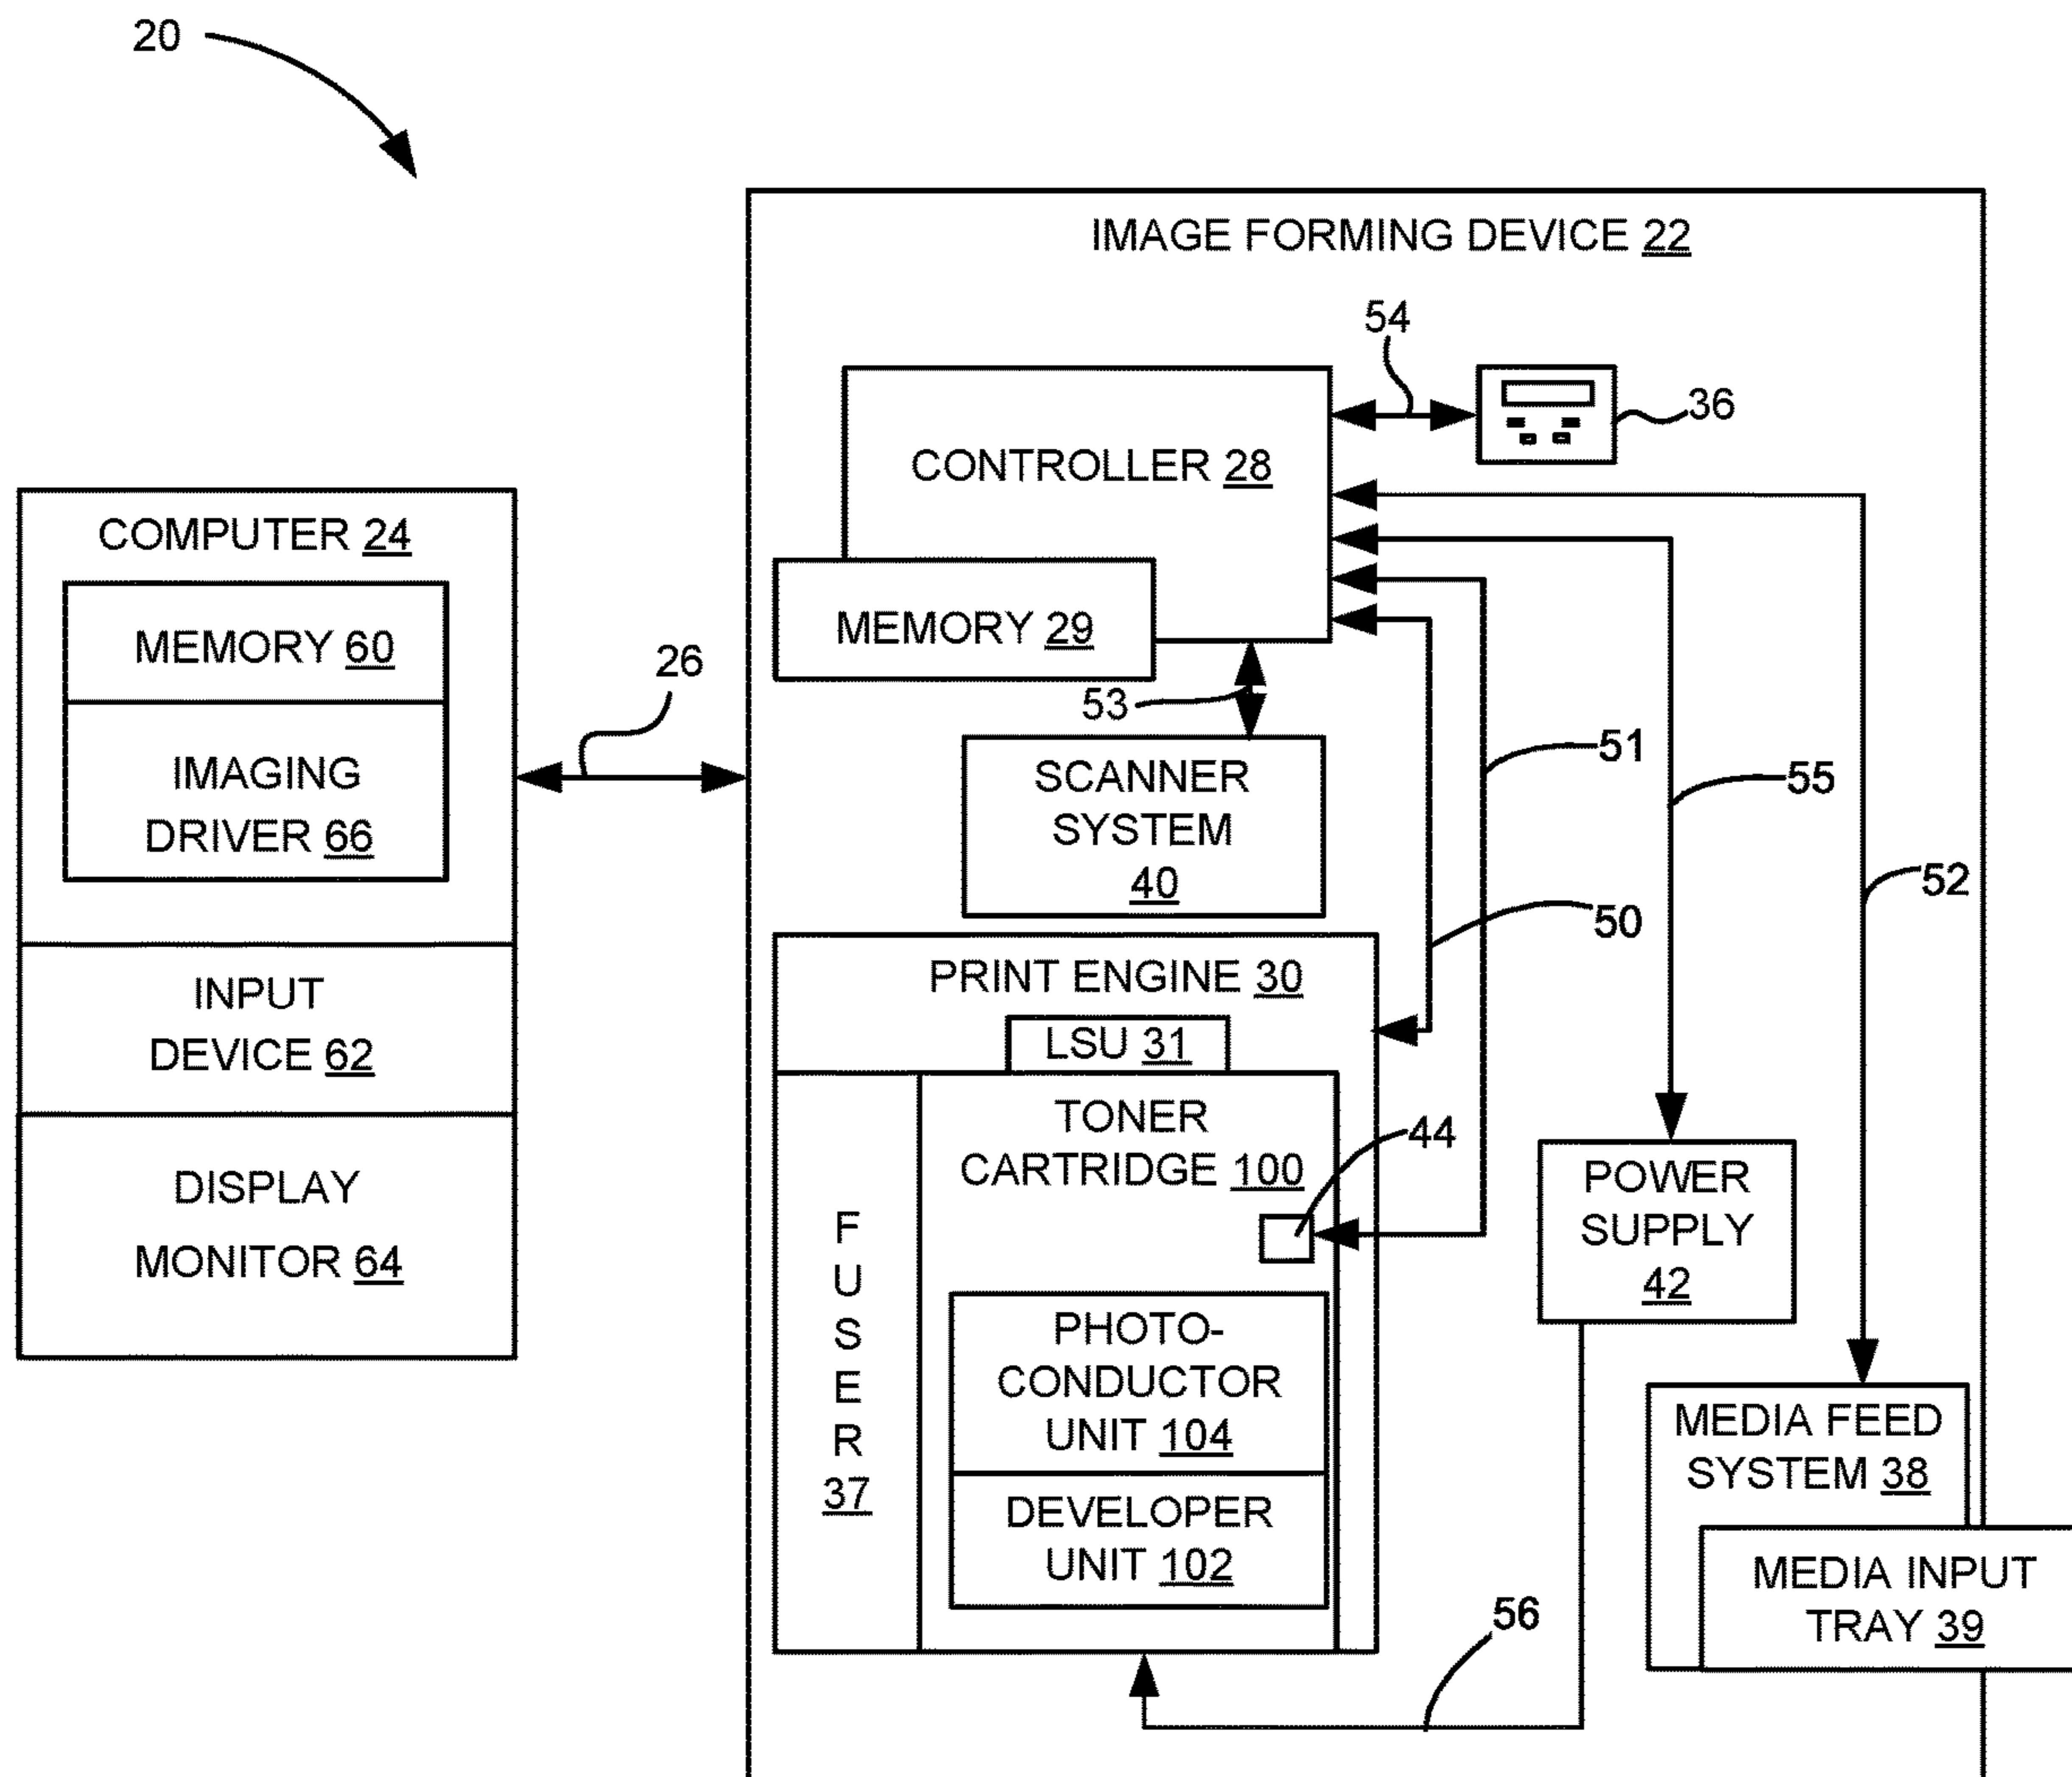 20
IMAGE FORMING DEVICE 22
54
36
CONTROLLER 28
MEMORY 29
53
COMPUTER 24
MEMORY 60
IMAGING
DRIVER 66
INPUT
DEVICE 62
DISPLAY
MONITOR 64
26
SCANNER
SYSTEM
40
51
55
52
50
PRINT ENGINE 30
LSU 31
TONER
CARTRIDGE 100
44
F
U
S
E
R
37
PHOTO-
CONDUCTOR
UNIT 104
DEVELOPER
UNIT 102
POWER
SUPPLY
42
MEDIA FEED
SYSTEM 38
MEDIA INPUT
TRAY 39
56